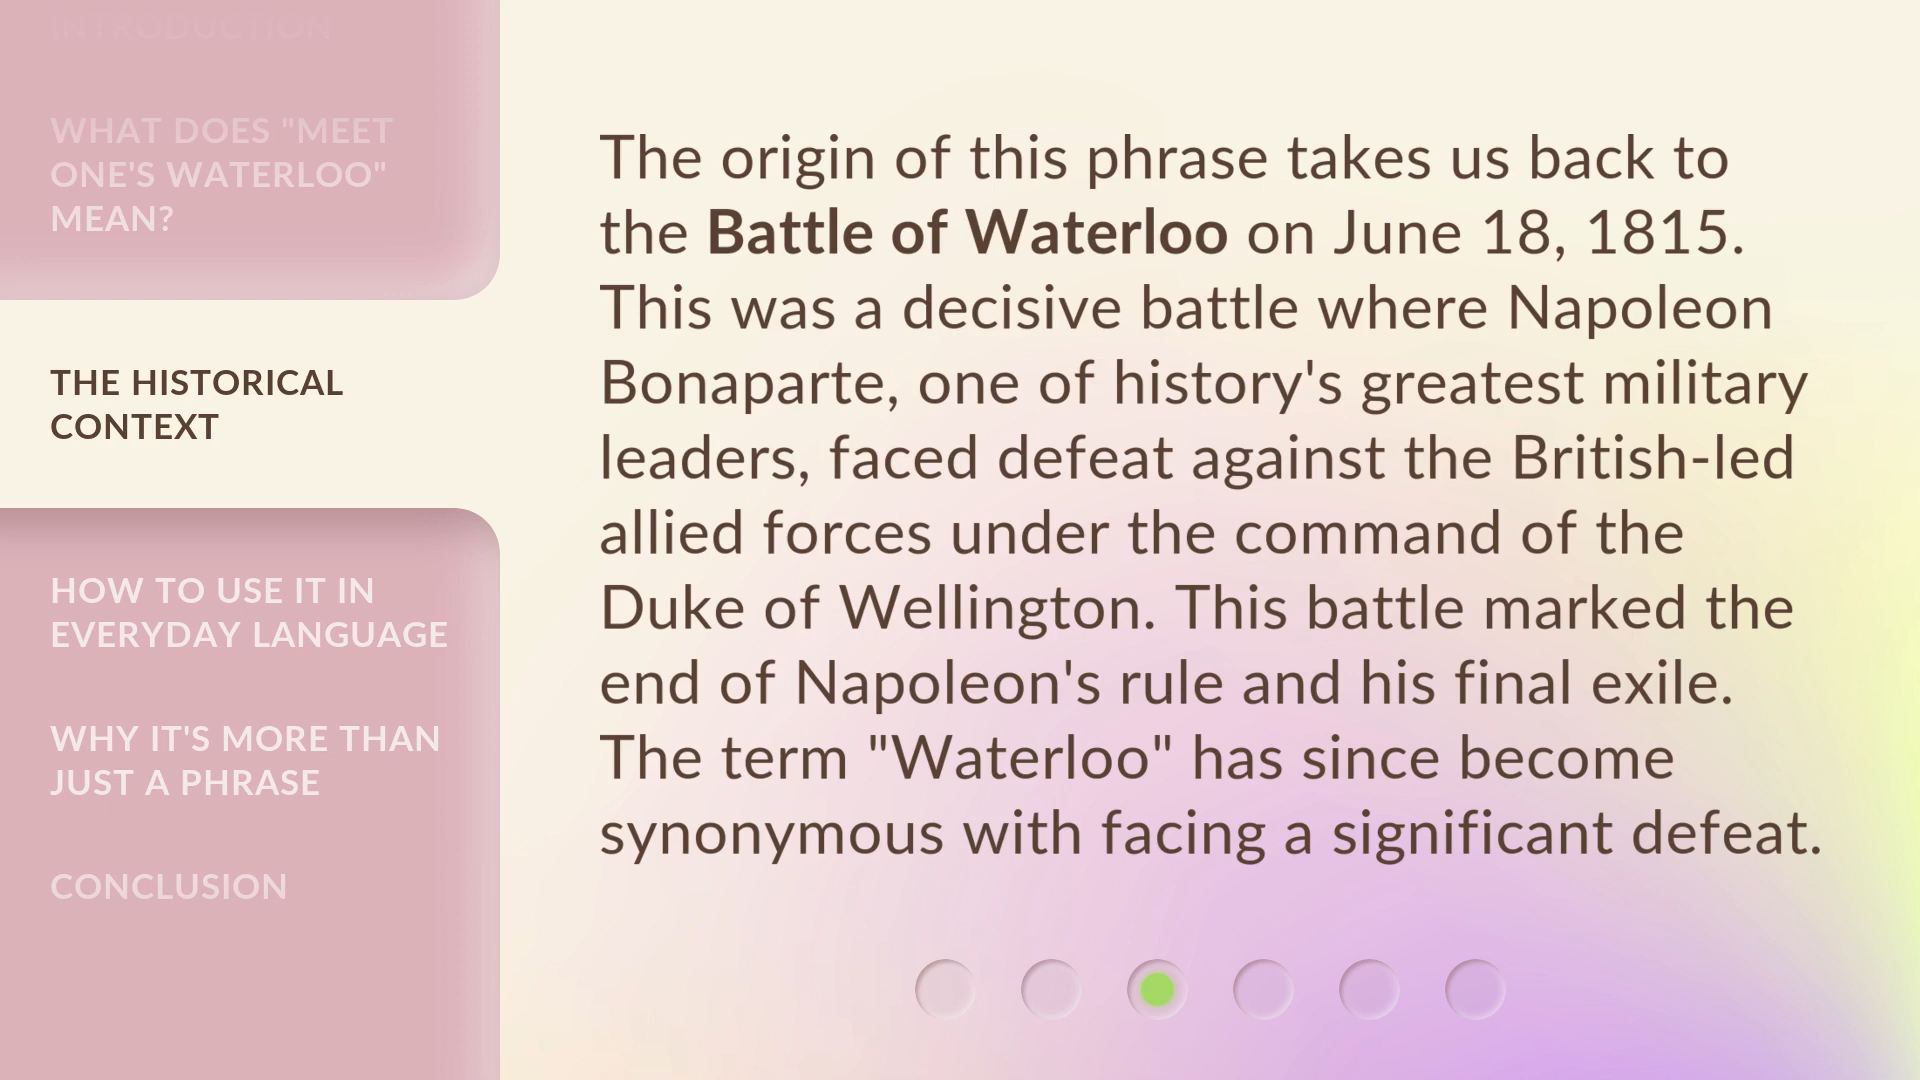 INTRODUCTION
WHAT DOES "MEET
ONE'S WATERLOO"
MEAN?
THE HISTORICAL
CONTEXT
HOW TO USE IT IN
EVERYDAY LANGUAGE
WHY IT'S MORE THAN
JUST A PHRASE
CONCLUSION
The origin of this phrase takes us back to
the Battle of Waterloo on June 18, 1815.
This was a decisive battle where Napoleon
Bonaparte, one of history's greatest military
leaders, faced defeat against the British-led
allied forces under the command of the
Duke of Wellington. This battle marked the
end of Napoleon's rule and his final exile.
The term "Waterloo" has since become
synonymous with facing a significant defeat.